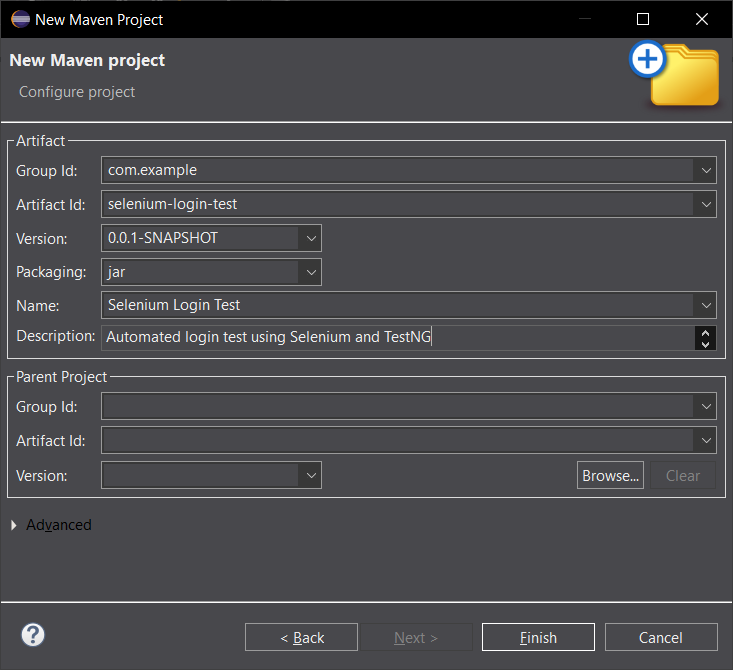 New Maven Project
New Maven project
Configure project
Artifact
Group Id: com.example
Artifact Id: selenium-login-test
Version: 0.0.1-SNAPSHOT
Packaging: jar
Name: Selenium Login Test
Description: Automated login test using Selenium and TestNG
Parent Project
Group Id:
Artifact Id:
Version: Browse... Clear
Advanced
? < Back Next > Finish Cancel